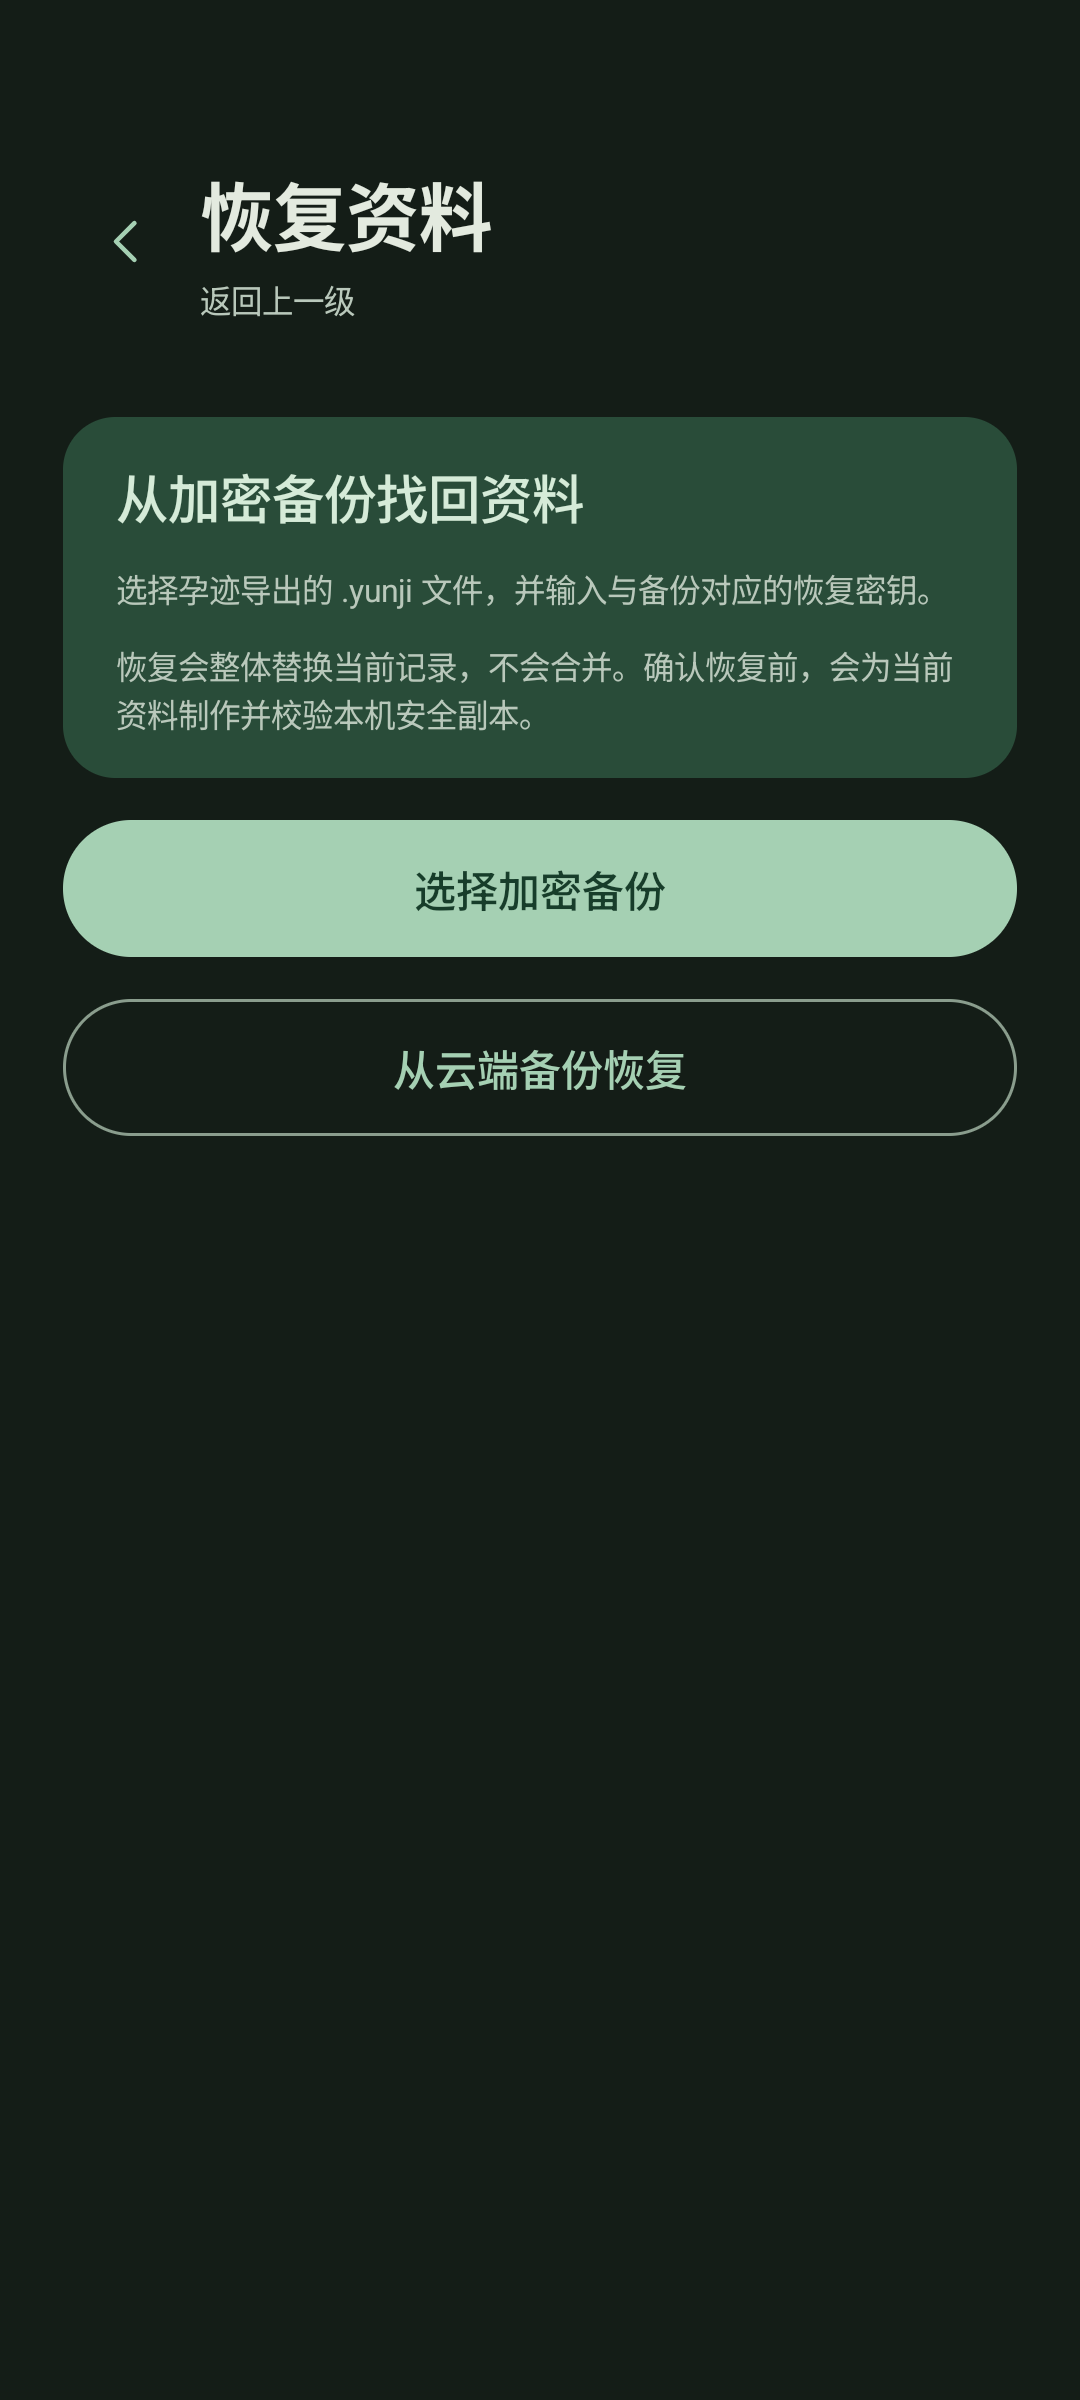 恢复资料
返回上一级
从加密备份找回资料
选择孕迹导出的 .yunji 文件，并输入与备份对应的恢复密钥。
恢复会整体替换当前记录，不会合并。确认恢复前，会为当前
资料制作并校验本机安全副本。
选择加密备份
从云端备份恢复